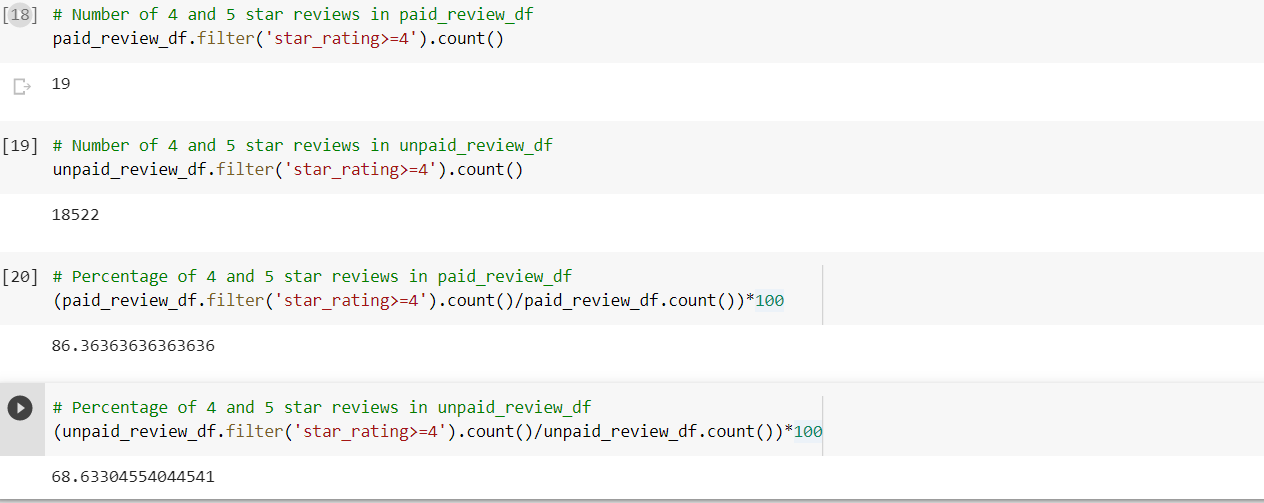 [18] # Number of 4 and 5 star reviews in paid_review_df
paid_review_df.filter('star_rating>=4').count()
19
[19] # Number of 4 and 5 star reviews in unpaid_review_df
unpaid_review_df.filter('star_rating>=4').count()
18522
[20] # Percentage of 4 and 5 star reviews in paid_review_df
(paid_review_df.filter('star_rating>=4').count()/paid_review_df.count())*100
86.36363636363636
# Percentage of 4 and 5 star reviews in unpaid_review_df
(unpaid_review_df.filter('star_rating>=4').count()/unpaid_review_df.count())*100
68.63304554044541